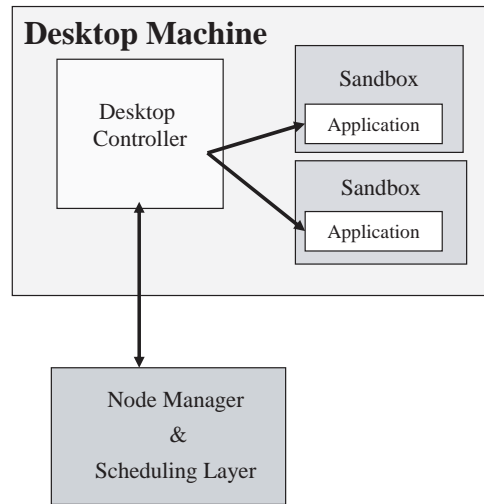 Desktop Machine
Desktop
Controller
Sandbox
Application
Sandbox
Application
Node Manager
&
Scheduling Layer